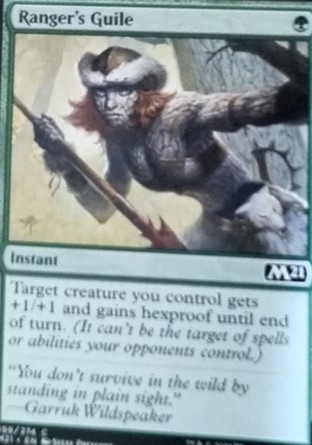 Ranger's Guile
Instant
M21
Target creature you control gets
+1/+1 and gains hexproof until end
of turn. (It can't be the target of spells
or abilities your opponents control.)
"You don't survive in the wild by
standing in plain sight."
—Garruk Wildspeaker
EN